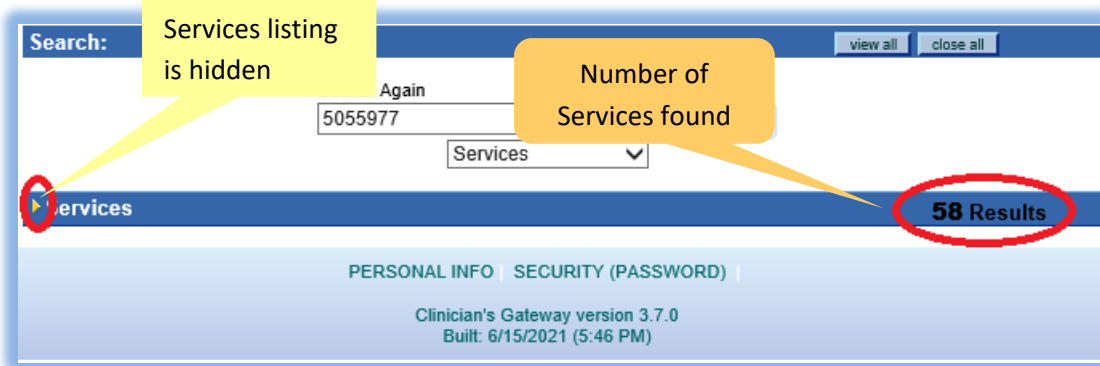 Services listing
is hidden
Search:
view all
close all
Number of
Services found
Again
5055977
Services
Services
58 Results
PERSONAL INFO | SECURITY (PASSWORD) |
Clinician's Gateway version 3.7.0
Built: 6/15/2021 (5:46 PM)